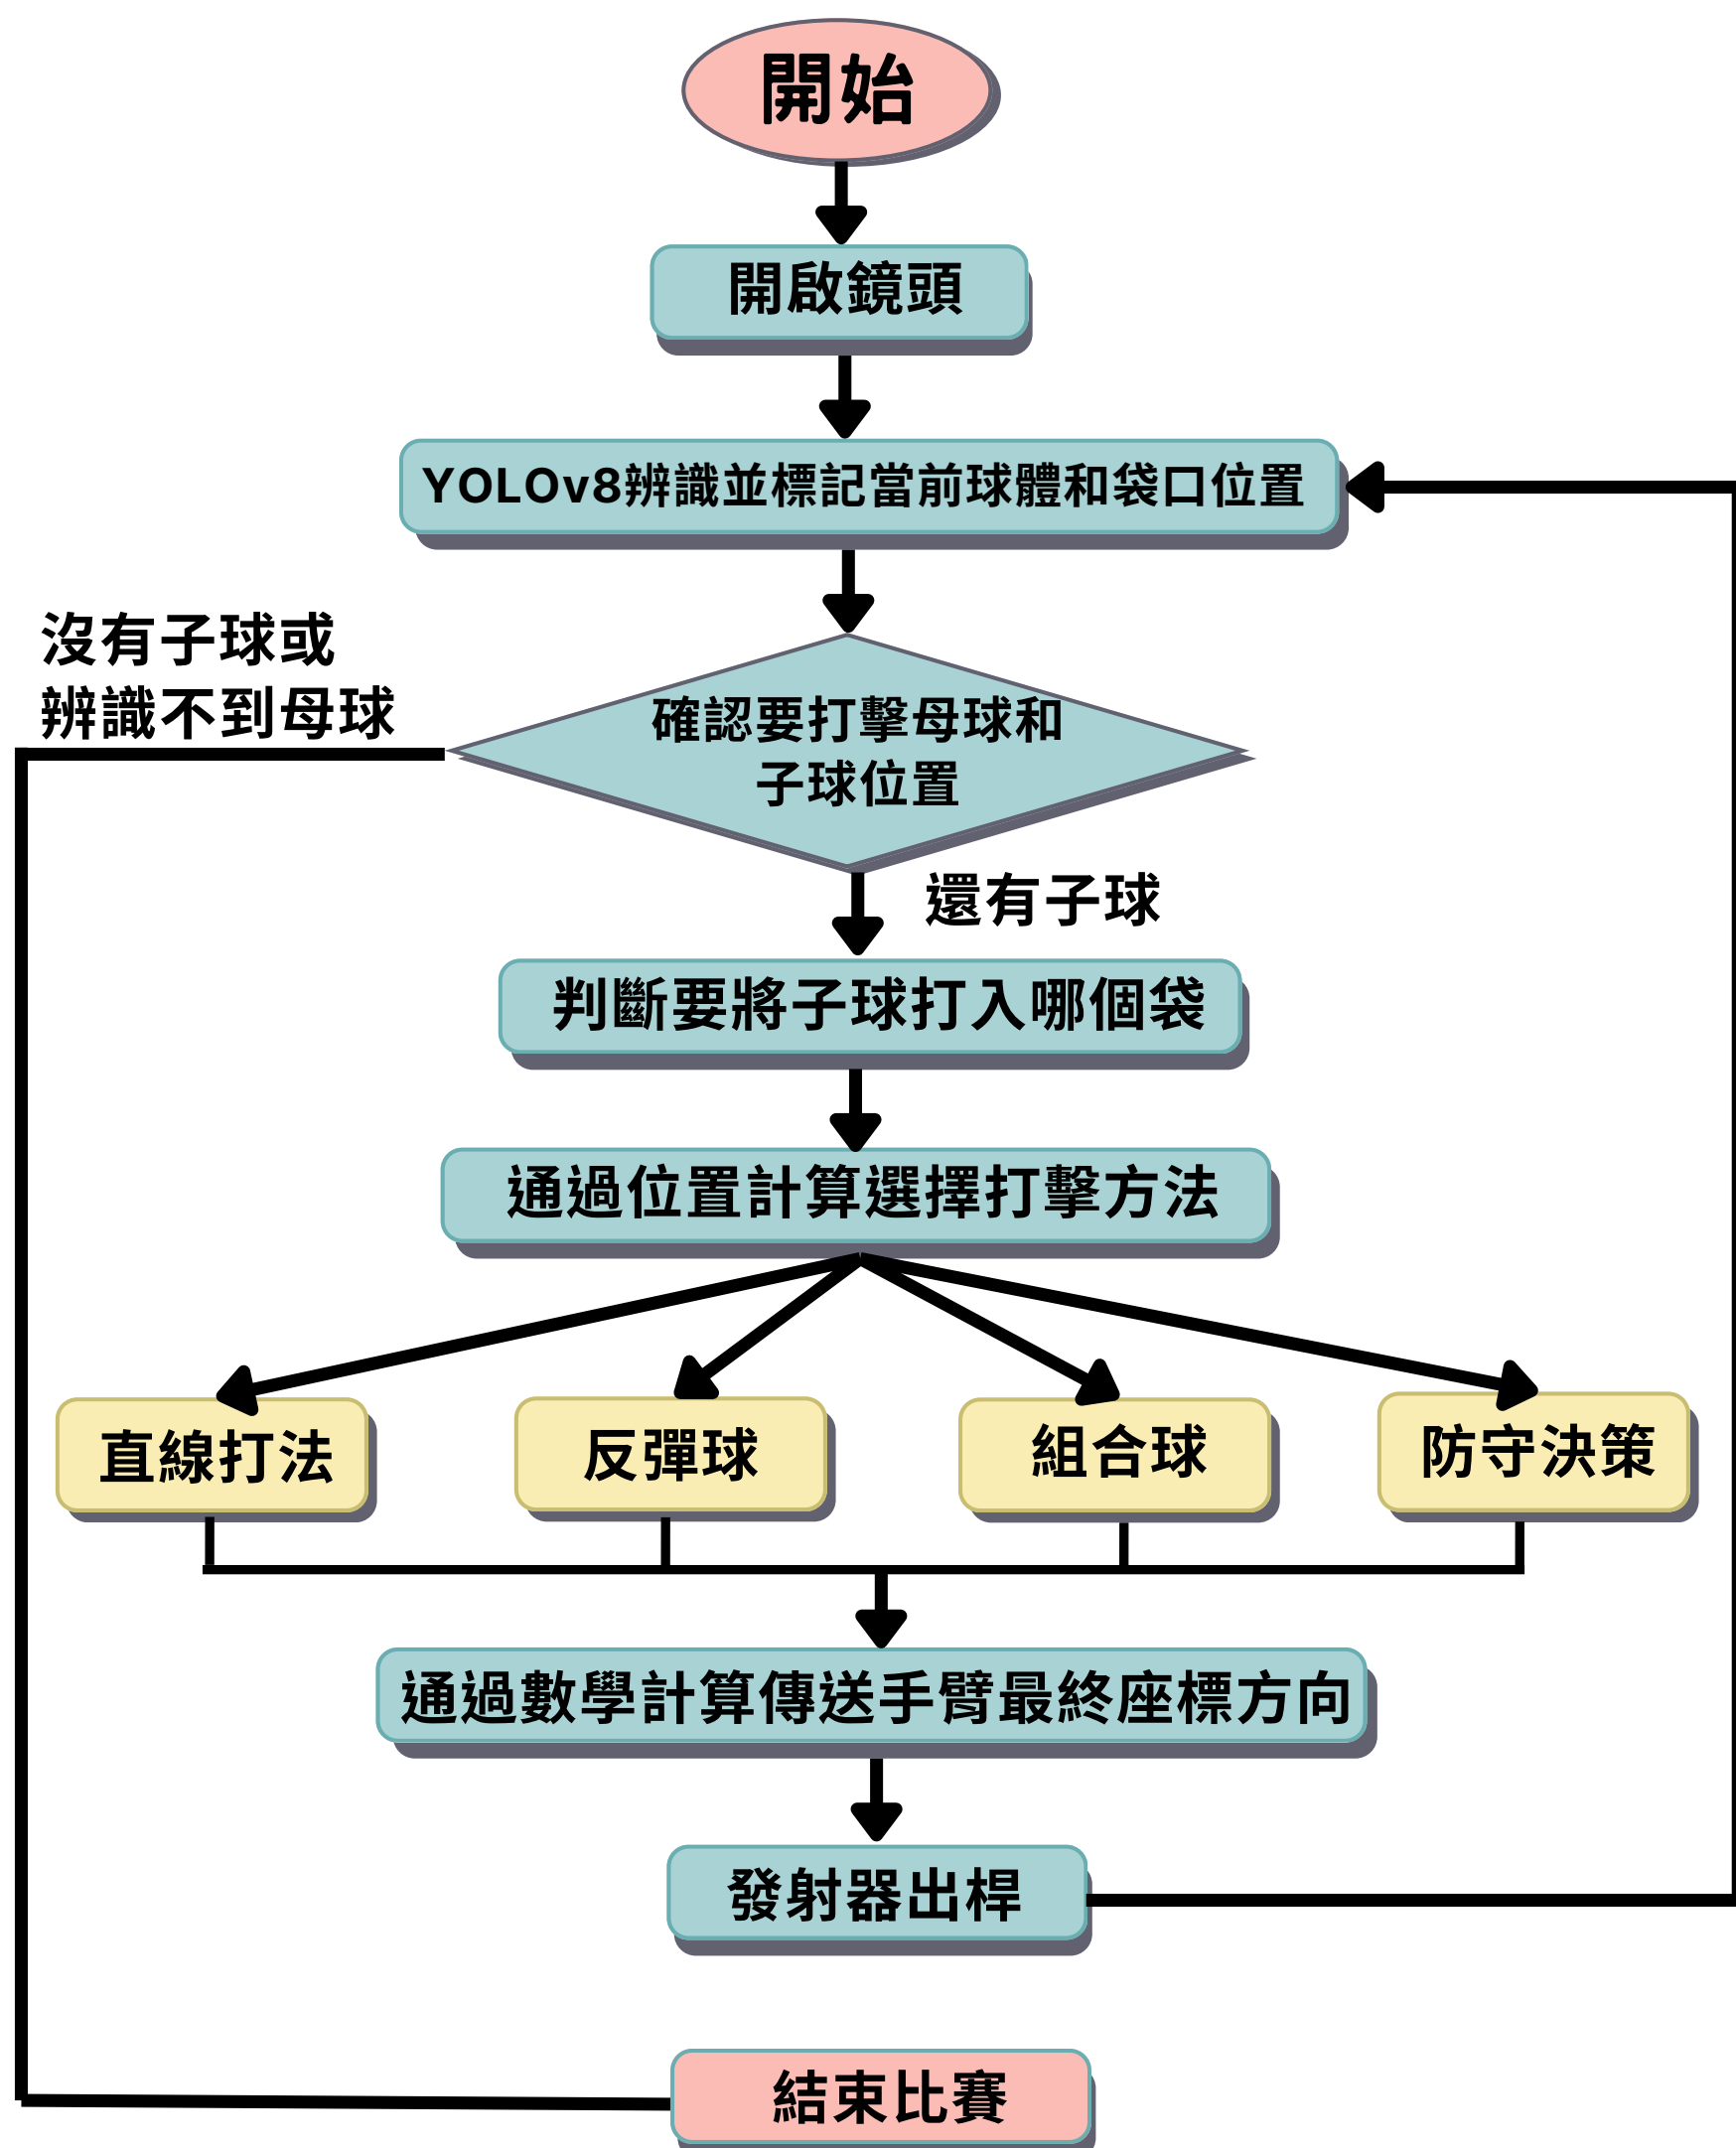 開始
開啟鏡頭
YOLOv8辨識並標記當前球體和袋口位置
沒有子球或
辨識不到母球
確認要打擊母球和
子球位置
還有子球
判斷要將子球打入哪個袋
通過位置計算選擇打擊方法
直線打法
反彈球
組合球
防守決策
通過數學計算傳送手臂最終座標方向
發射器出桿
結束比賽